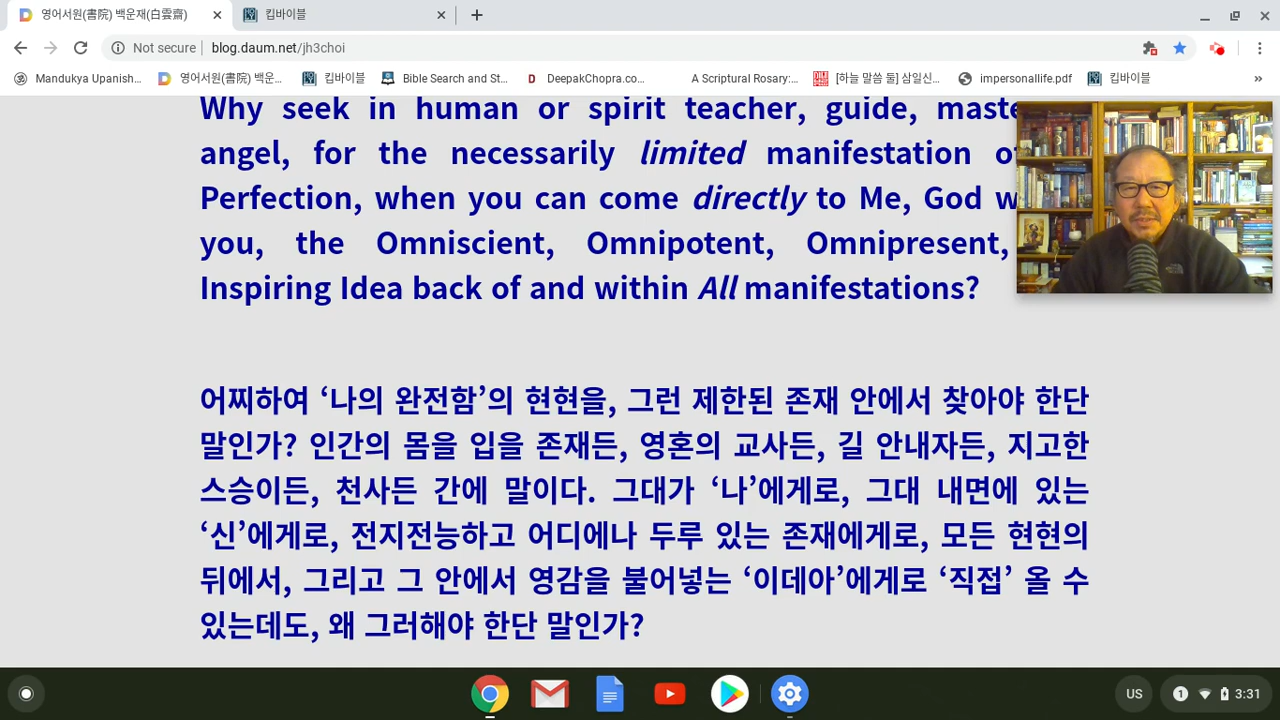 영어서원(書院) 백운재(白雲齋)
킵바이블
Not secure
blog.daum.net/jh3choi
Mandukya Upanish...
영어서원(書院) 백운...
킵바이블
Bible Search and St...
DeepakChopra.co...
A Scriptural Rosary:...
[하늘 말씀 둘] 삼일신...
impersonallife.pdf
킵바이블
»
Why seek in human or spirit teacher, guide,
angel, for the necessarily limited manifestation
Perfection, when you can come directly to Me, God
you, the Omniscient, Omnipotent, Omnipresent,
Inspiring Idea back of and within All manifestations?
어찌하여 ‘나의 완전함’의 현현을, 그런 제한된 존재 안에서 찾아야 한단
말인가? 인간의 몸을 입을 존재든, 영혼의 교사든, 길 안내자든, 지고한
스승이든, 천사든 간에 말이다. 그대가 ‘나’에게로, 그대 내면에 있는
‘신’에게로, 전지전능하고 어디에나 두루 있는 존재에게로, 모든 현현의
뒤에서, 그리고 그 안에서 영감을 불어넣는 ‘이데아’에게로 ‘직접’ 올 수
있는데도, 왜 그러해야 한단 말인가?
US
1
3:31